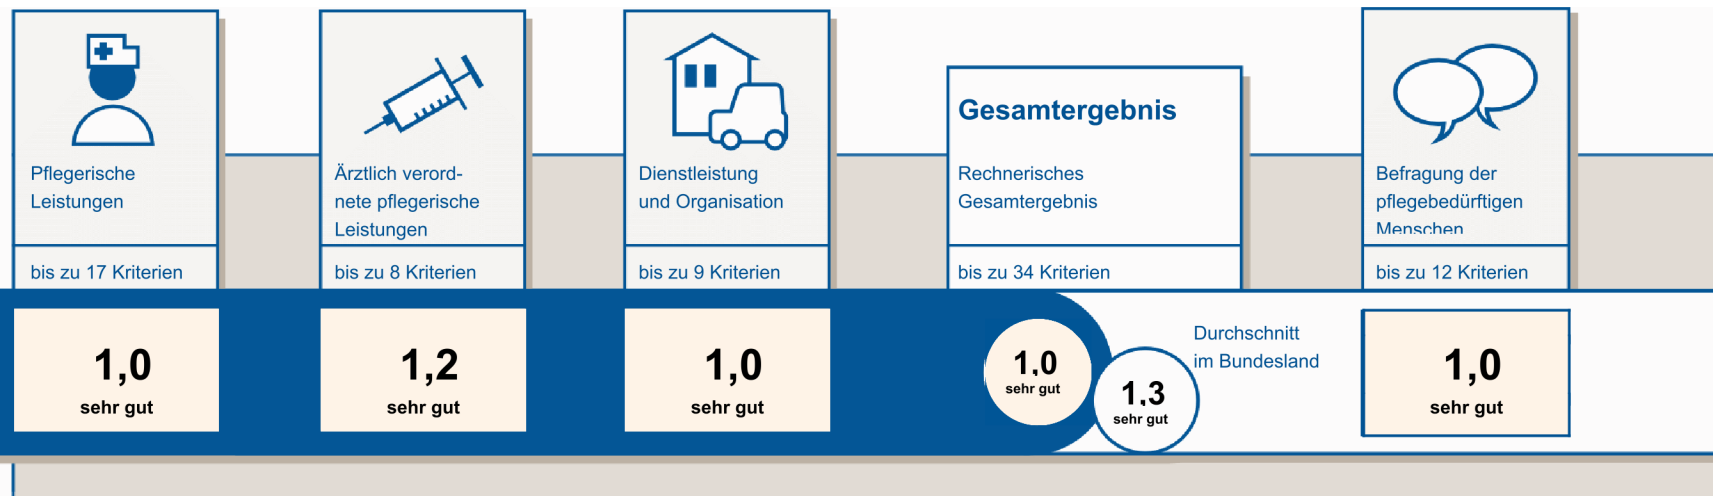 Pflegerische
Leistungen
bis zu 17 Kriterien
1,0
sehr gut
Ärztlich verord-
nete pflegerische
Leistungen
bis zu 8 Kriterien
1,2
sehr gut
Dienstleistung
und Organisation
bis zu 9 Kriterien
1,0
sehr gut
Gesamtergebnis
Rechnerisches
Gesamtergebnis
bis zu 34 Kriterien
1,0
sehr gut
1,3
sehr gut
Durchschnitt
im Bundesland
Befragung der
pflegebedürftigen
Menschen
bis zu 12 Kriterien
1,0
sehr gut